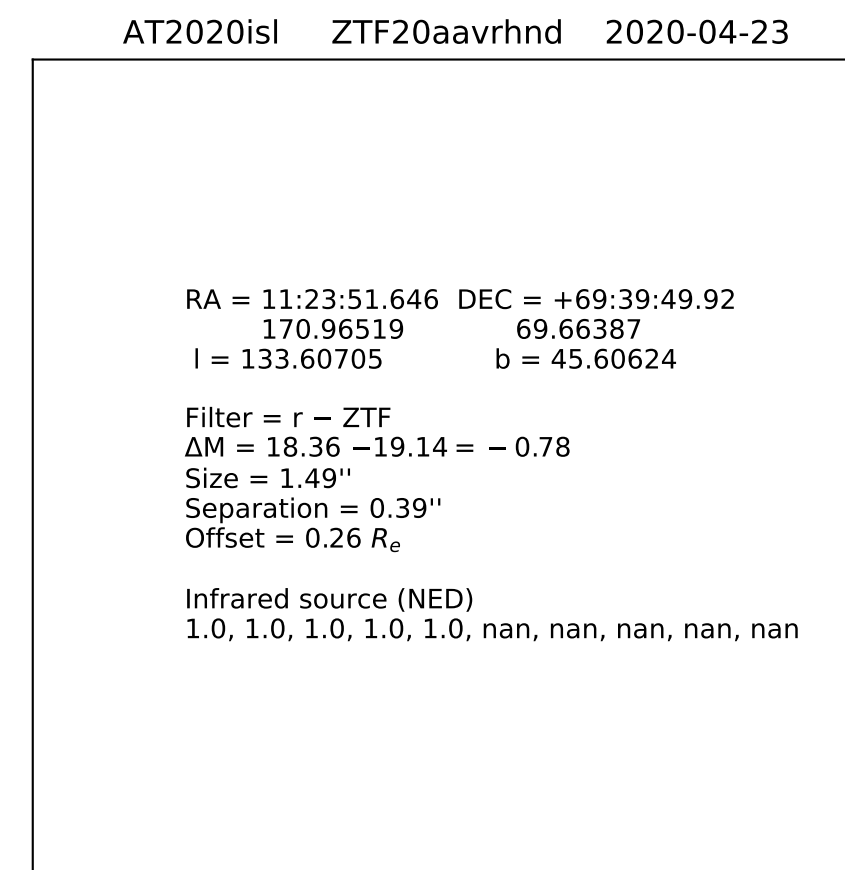 AT2020isl ZTF20aavrhnd 2020-04-23
RA = 11:23:51.646 DEC = +69:39:49.92
170.96519 69.66387
l = 133.60705 b = 45.60624
Filter = r − ZTF
ΔM = 18.36 −19.14 = − 0.78
Size = 1.49''
Separation = 0.39''
Offset = 0.26 Re
Infrared source (NED)
1.0, 1.0, 1.0, 1.0, 1.0, nan, nan, nan, nan, nan